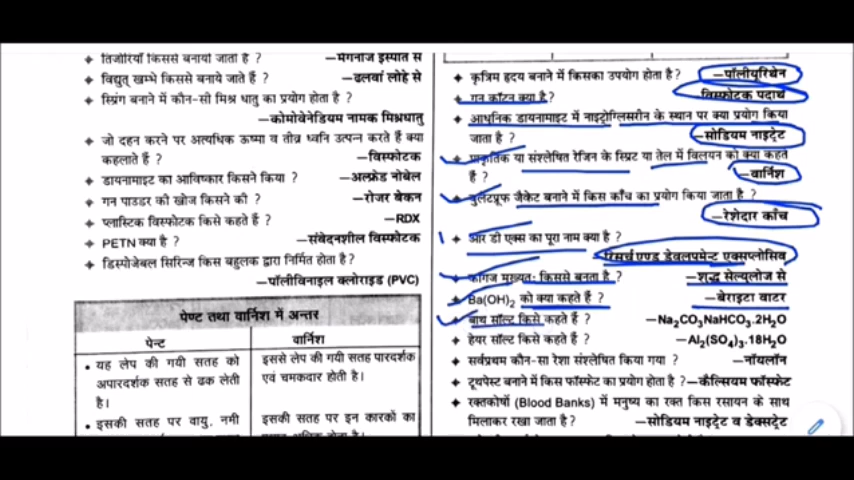 ✦ तिजोरियाँ किससे बनायी जाती है ? –मैंगनीज इस्पात से
✦ विद्युत् खम्भे किससे बनाये जाते हैं ? –ढलवां लोहे से
✦ स्प्रिंग बनाने में कौन-सी मिश्र धातु का प्रयोग होता है ?
–कोमोवेनेडियम नामक मिश्रधातु
✦ जो दहन करने पर अत्यधिक ऊष्मा व तीव्र ध्वनि उत्पन्न करते हैं क्या
कहलाते हैं ? –विस्फोटक
✦ डायनामाइट का आविष्कार किसने किया ? –अल्फ्रेड नोबेल
✦ गन पाउडर की खोज किसने की ? –रोजर बेकन
✦ प्लास्टिक विस्फोटक किसे कहते हैं ? –RDX
✦ PETN क्या है ? –संवेदनशील विस्फोटक
✦ डिस्पोजेबल सिरिन्ज किस बहुलक द्वारा निर्मित होता है?
–पॉलीविनाइल क्लोराइड (PVC)
पेण्ट तथा वार्निश में अन्तर
पेन्ट वार्निश
• यह लेप की गयी सतह को इससे लेप की गयी सतह पारदर्शक
अपारदर्शक सतह से ढक लेती एवं चमकदार होती है।
है।
• इसकी सतह पर वायु, नमी इसकी सतह पर इन कारकों का
✦ कृत्रिम हृदय बनाने में किसका उपयोग होता है? –पॉलीयूरिथेन
✦ गन कॉटन क्या है? विस्फोटक पदार्थ
✦ आधुनिक डायनामाइट में नाइट्रोग्लिसरीन के स्थान पर क्या प्रयोग किया
जाता है ? –सोडियम नाइट्रेट
✦ प्राकृतिक या संश्लेषित रेजिन के स्प्रिट या तेल में विलयन को क्या कहते
हैं ? –वार्निश
✦ बुलेटप्रूफ जैकेट बनाने में किस काँच का प्रयोग किया जाता है ?
–रेशेदार काँच
✦ आर डी एक्स का पूरा नाम क्या है ?
रिसर्च एण्ड डेवलपमेन्ट एक्सप्लोसिव
✦ कागज मुख्यतः किससे बनता है ? –शुद्ध सेल्युलोज से
✦ Ba(OH)₂ को क्या कहते हैं ? –बेराइटा वाटर
✦ बाथ सॉल्ट किसे कहते हैं ? –Na₂CO₃NaHCO₃.2H₂O
✦ हेयर सॉल्ट किसे कहते हैं ? –Al₂(SO₄)₃.18H₂O
✦ सर्वप्रथम कौन-सा रेशा संश्लेषित किया गया ? –नॉयलॉन
✦ टूथपेस्ट बनाने में किस फॉस्फेट का प्रयोग होता है ? –कैल्सियम फॉस्फेट
✦ रक्तकोषों (Blood Banks) में मनुष्य का रक्त किस रसायन के साथ
मिलाकर रखा जाता है? –सोडियम नाइट्रेट व डेक्सट्रेट